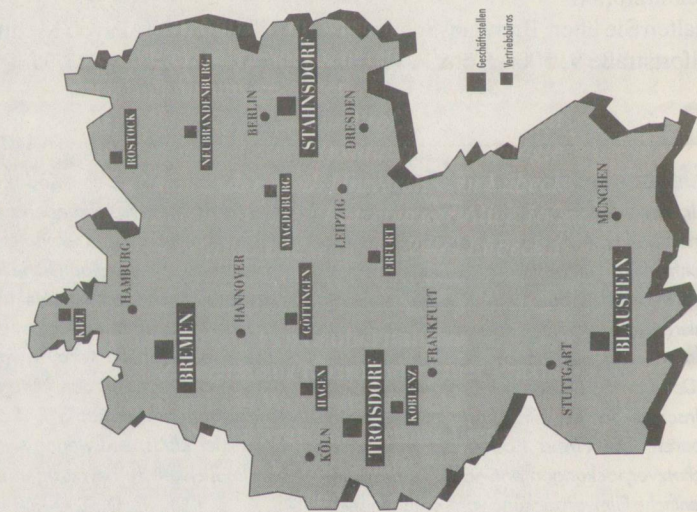 KIEL
ROSTOCK
HAMBURG
NEUBRANDENBURG
BREMEN
BERLIN
STAHNSDORF
HANNOVER
MAGDEBURG
GÖTTINGEN
HAGEN
KÖLN
LEIPZIG
DRESDEN
TROISDORF
ERFURT
KOBLENZ
FRANKFURT
STUTTGART
BLAUSTEIN
MÜNCHEN
Geschäftsstellen
Vertriebsbüros